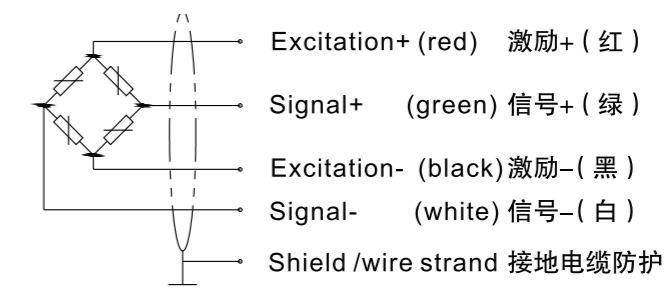 Excitation+ (red) 激励+( 红 )
Signal+ (green) 信号+( 绿 )
Excitation- (black) 激励–( 黑 )
Signal- (white) 信号–( 白 )
Shield /wire strand 接地电缆防护